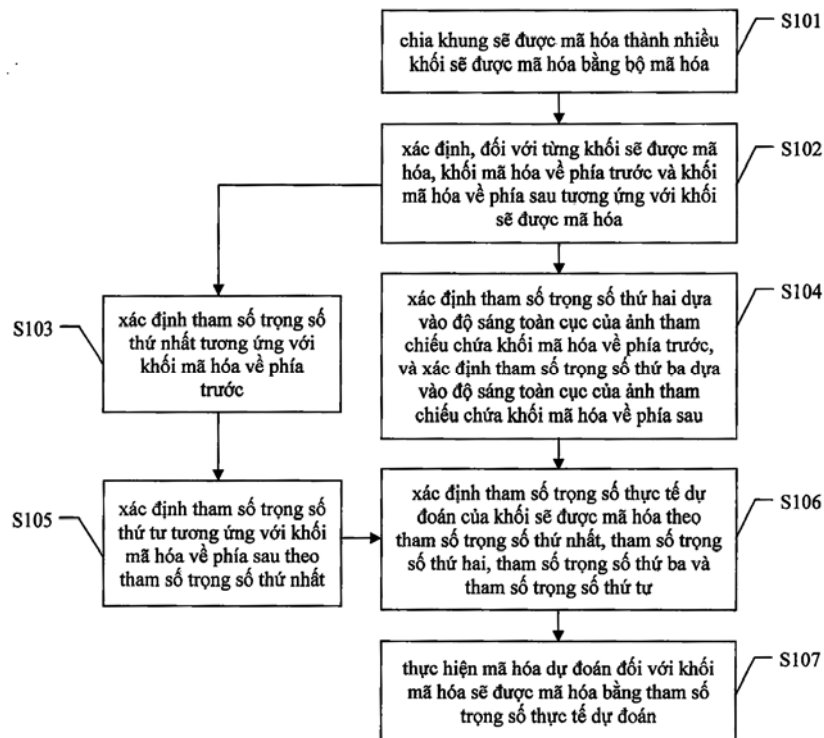 S101
chia khung sẽ được mã hóa thành nhiều
khối sẽ được mã hóa bằng bộ mã hóa
S102
xác định, đối với từng khối sẽ được mã
hóa, khối mã hóa về phía trước và khối
mã hóa về phía sau tương ứng với khối
sẽ được mã hóa
S103
xác định tham số trọng số
thứ nhất tương ứng với
khối mã hóa về phía
trước
S104
xác định tham số trọng số thứ hai dựa
vào độ sáng toàn cục của ảnh tham
chiếu chứa khối mã hóa về phía trước,
và xác định tham số trọng số thứ ba dựa
vào độ sáng toàn cục của ảnh tham
chiếu chứa khối mã hóa về phía sau
S105
xác định tham số trọng số
thứ tư tương ứng với khối
mã hóa về phía sau theo
tham số trọng số thứ nhất
S106
xác định tham số trọng số thực tế dự
đoán của khối sẽ được mã hóa theo
tham số trọng số thứ nhất, tham số trọng
số thứ hai, tham số trọng số thứ ba và
tham số trọng số thứ tư
S107
thực hiện mã hóa dự đoán đối với khối
mã hóa sẽ được mã hóa bằng tham số
trọng số thực tế dự đoán